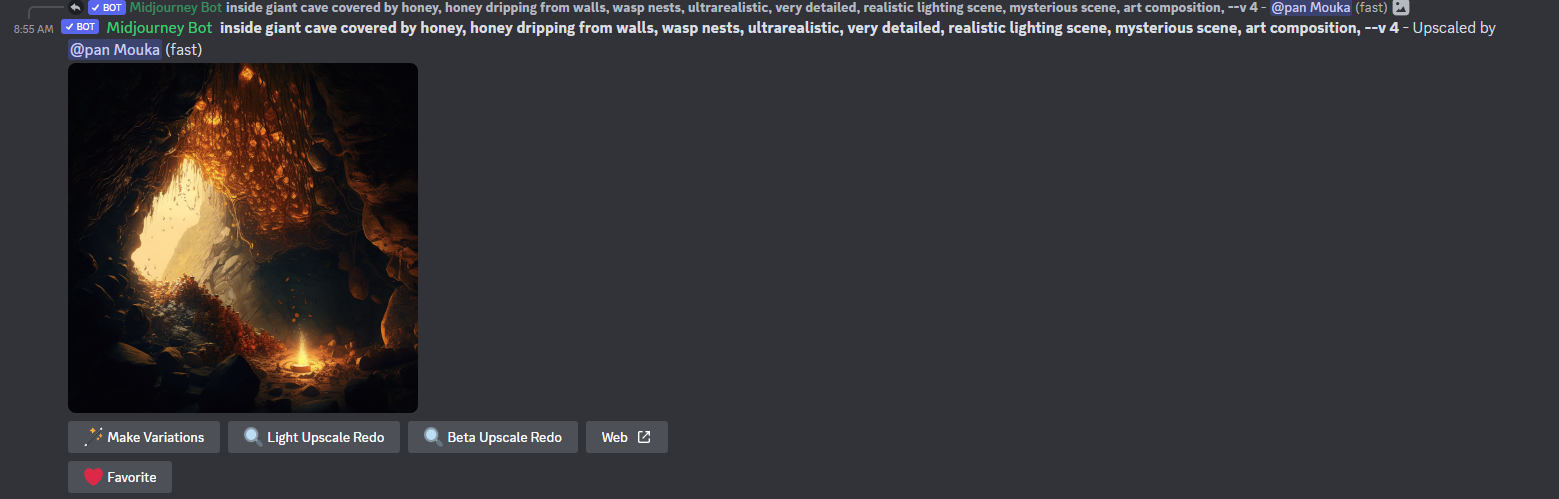 BOT Midjourney Bot inside giant cave covered by honey, honey dripping from walls, wasp nests, ultrarealistic, very detailed, realistic lighting scene, mysterious scene, art composition, --v 4 - @pan Mouka (fast)
8:55 AM BOT Midjourney Bot inside giant cave covered by honey, honey dripping from walls, wasp nests, ultrarealistic, very detailed, realistic lighting scene, mysterious scene, art composition, --v 4 - Upscaled by
@pan Mouka (fast)
Make Variations Light Upscale Redo Beta Upscale Redo Web
Favorite